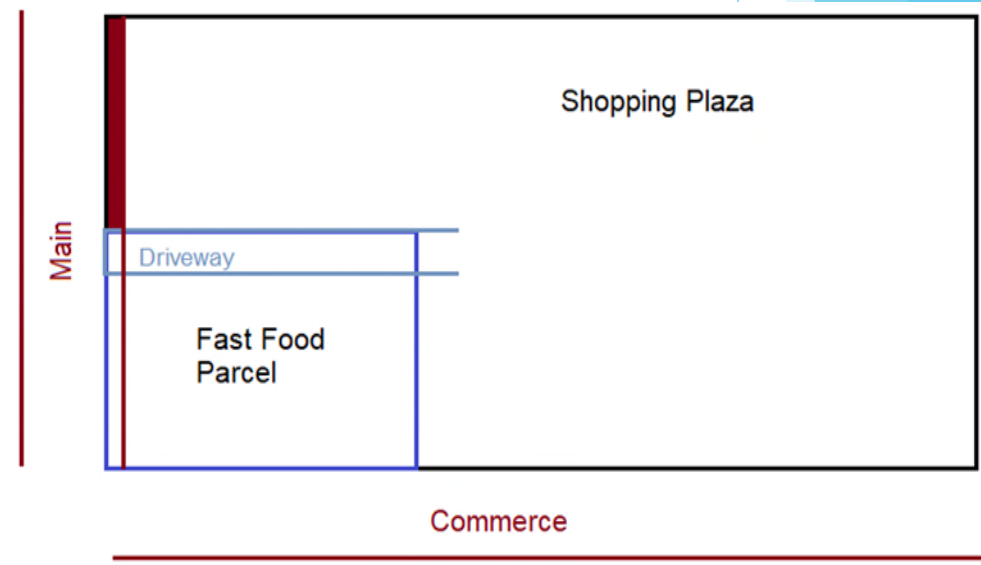 Shopping Plaza
Main
Driveway
Fast Food
Parcel
Commerce